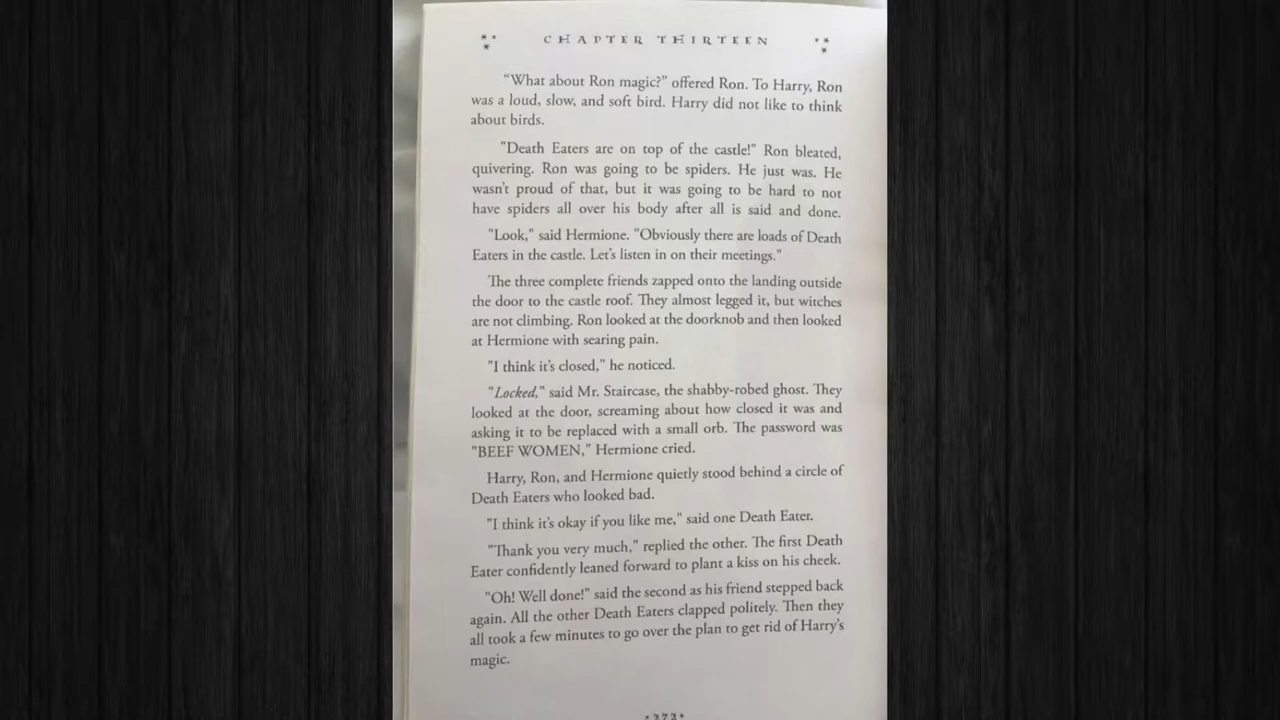 CHAPTER THIRTEEN
“What about Ron magic?” offered Ron. To Harry, Ron
was a loud, slow, and soft bird. Harry did not like to think
about birds.
"Death Eaters are on top of the castle!" Ron bleated,
quivering. Ron was going to be spiders. He just was. He
wasn't proud of that, but it was going to be hard to not
have spiders all over his body after all is said and done.
"Look," said Hermione. "Obviously there are loads of Death
Eaters in the castle. Let's listen in on their meetings."
The three complete friends zapped onto the landing outside
the door to the castle roof. They almost legged it, but witches
are not climbing. Ron looked at the doorknob and then looked
at Hermione with searing pain.
"I think it's closed," he noticed.
"Locked," said Mr. Staircase, the shabby-robed ghost. They
looked at the door, screaming about how closed it was and
asking it to be replaced with a small orb. The password was
"BEEF WOMEN," Hermione cried.
Harry, Ron, and Hermione quietly stood behind a circle of
Death Eaters who looked bad.
"I think it's okay if you like me," said one Death Eater.
"Thank you very much," replied the other. The first Death
Eater confidently leaned forward to plant a kiss on his cheek.
"Oh! Well done!" said the second as his friend stepped back
again. All the other Death Eaters clapped politely. Then they
all took a few minutes to go over the plan to get rid of Harry's
magic.